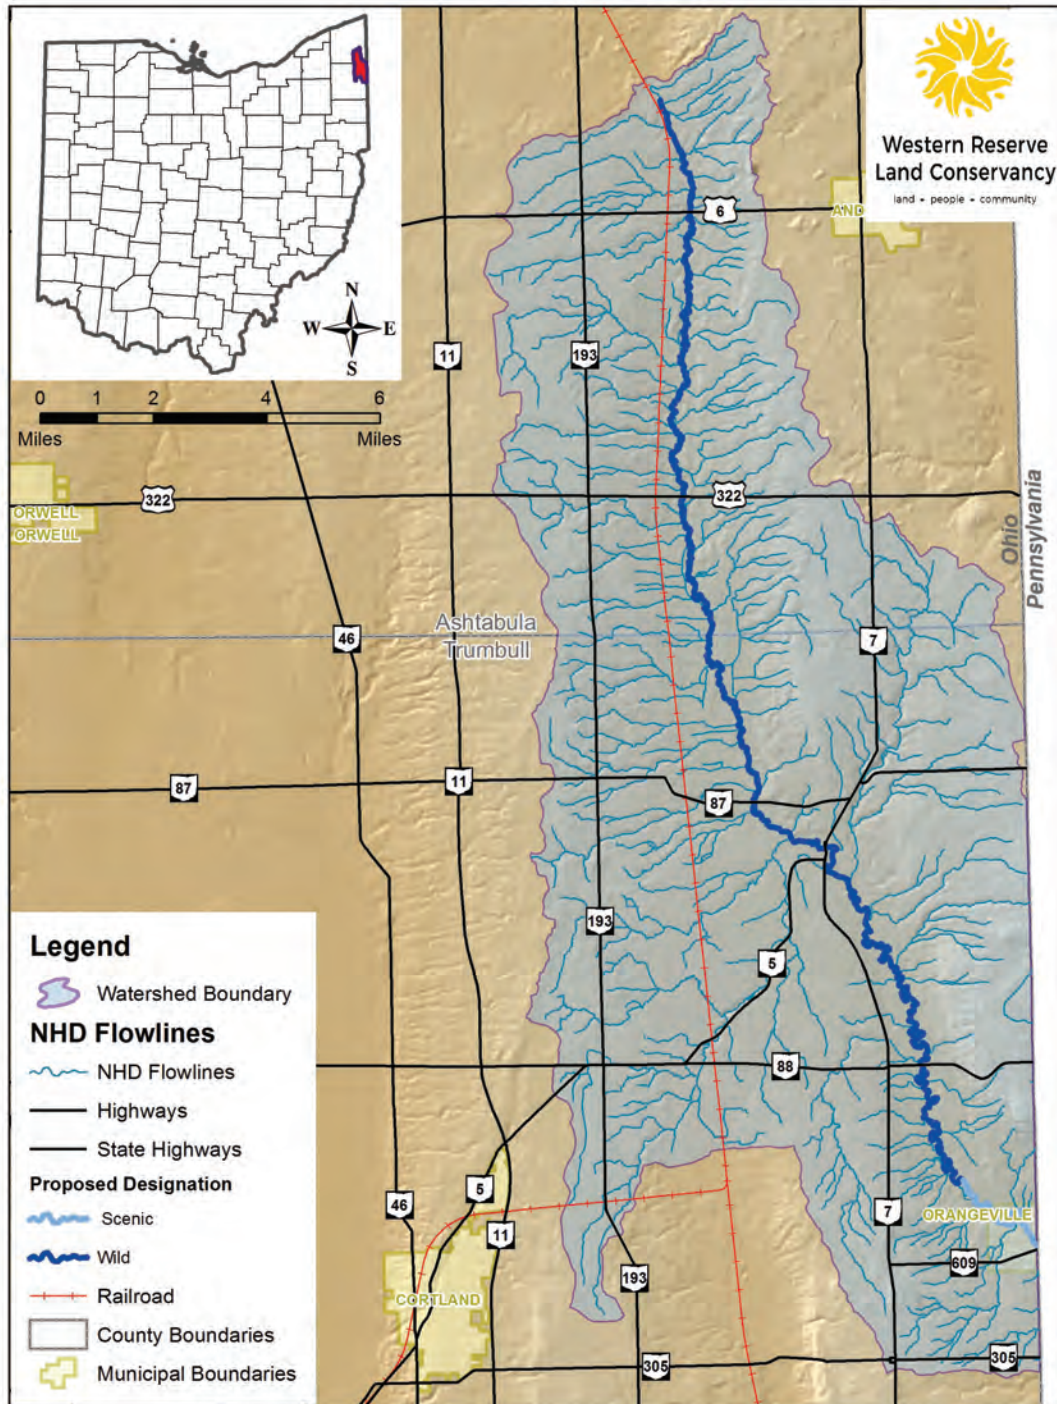 N
W E
S
0 1 2 4 6
Miles Miles
Western Reserve
Land Conservancy
land - people - community
6
AND
11
193
322
322
ORWELL
ORWELL
Ohio
Pennsylvania
46
Ashtabula
Trumbull
7
87
11
87
193
5
88
5
46
11
7
ORANGEVILLE
609
193
CORTLAND
305
305
Legend
Watershed Boundary
NHD Flowlines
NHD Flowlines
Highways
State Highways
Proposed Designation
Scenic
Wild
Railroad
County Boundaries
Municipal Boundaries